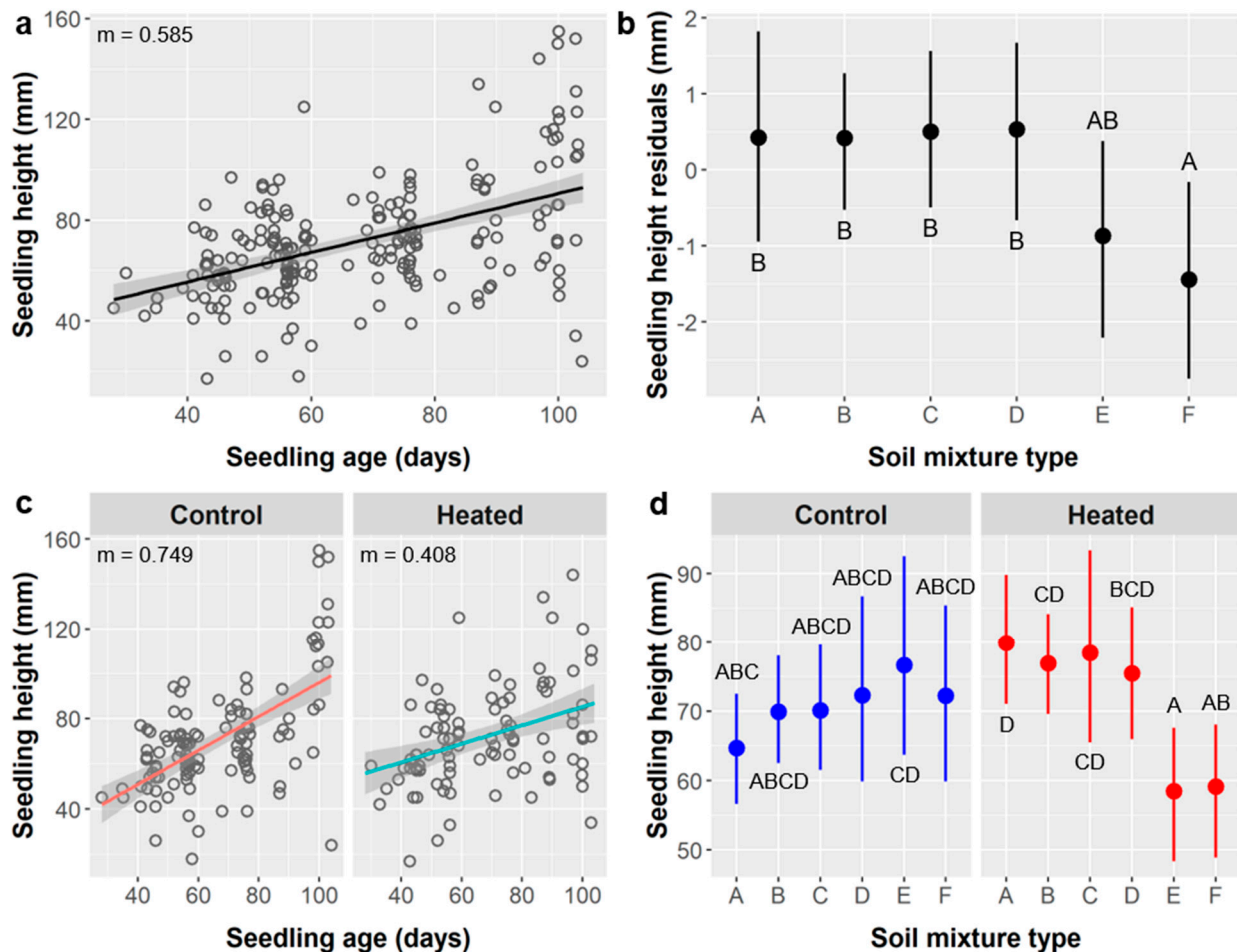 a
m = 0.585
160
120
80
40
Seedling height (mm)
40 60 80 100
Seedling age (days)
b
2
1
0
-1
-2
Seedling height residuals (mm)
B
B
B
B
AB
A
A B C D E F
Soil mixture type
c
Control
Heated
m = 0.749
m = 0.408
160
120
80
40
Seedling height (mm)
40 60 80 100
40 60 80 100
Seedling age (days)
d
Control
Heated
90
80
70
60
50
Seedling height (mm)
ABC
ABCD
ABCD
ABCD
CD
ABCD
D
CD
CD
BCD
A
AB
A B C D E F
A B C D E F
Soil mixture type